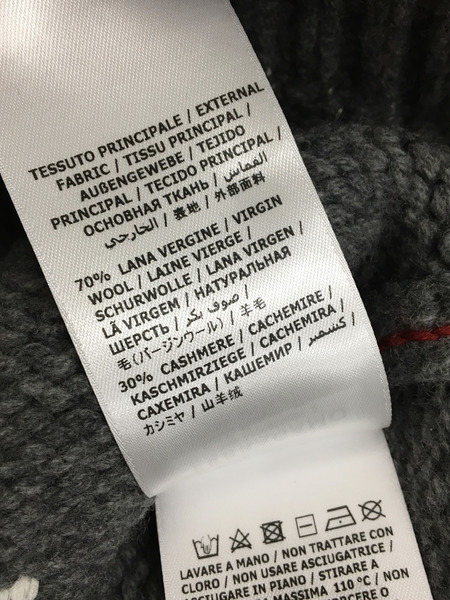 TESSUTO PRINCIPALE / EXTERNAL
FABRIC / TISSU PRINCIPAL /
AUßENGEWEBE / TEJIDO
PRINCIPAL / TECIDO PRINCIPAL /
ОСНОВНАЯ ТКАНЬ / القماش
الخارجي / 表地 / 外部面料
70% LANA VERGINE / VIRGIN
WOOL / LAINE VIERGE /
SCHURWOLLE / LANA VIRGEN /
LÃ VIRGEM / НАТУРАЛЬНАЯ
ШЕРСТЬ / صوف بكر /
毛(バージンウール) / 羊毛
30% CASHMERE / CACHEMIRE /
KASCHMIRZIEGE / CACHEMIRA /
CAXEMIRA / КАШЕМИР / كشمير /
カシミヤ / 山羊绒
LAVARE A MANO / NON TRATTARE CON
CLORO / NON USARE ASCIUGATRICE /
ASCIUGARE IN PIANO / STIRARE A
MASSIMA 110 °C / NON